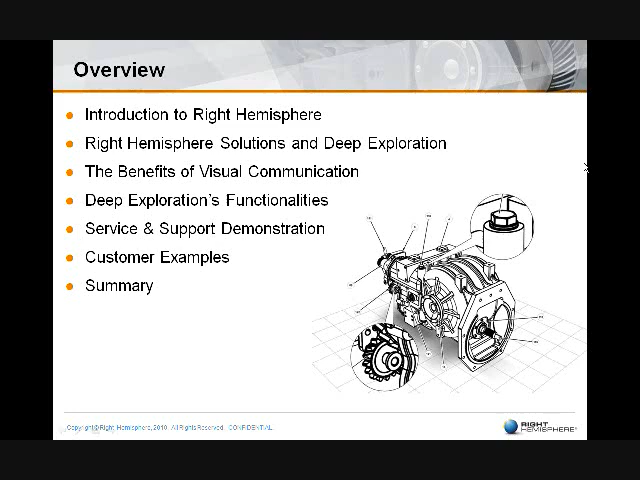 Overview
Introduction to Right Hemisphere
Right Hemisphere Solutions and Deep Exploration
The Benefits of Visual Communication
Deep Exploration's Functionalities
Service & Support Demonstration
Customer Examples
Summary
Copyright © Right Hemisphere, 2010. All Rights Reserved. CONFIDENTIAL.
RIGHT
HEMISPHERE